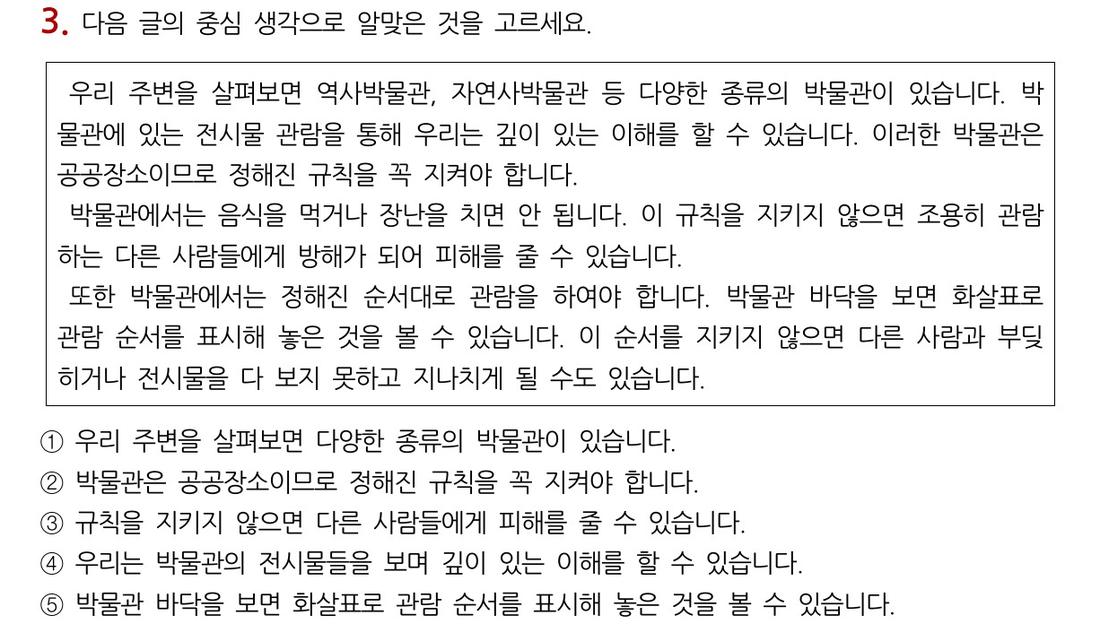 3. 다음 글의 중심 생각으로 알맞은 것을 고르세요.
우리 주변을 살펴보면 역사박물관, 자연사박물관 등 다양한 종류의 박물관이 있습니다. 박
물관에 있는 전시물 관람을 통해 우리는 깊이 있는 이해를 할 수 있습니다. 이러한 박물관은
공공장소이므로 정해진 규칙을 꼭 지켜야 합니다.
박물관에서는 음식을 먹거나 장난을 치면 안 됩니다. 이 규칙을 지키지 않으면 조용히 관람
하는 다른 사람들에게 방해가 되어 피해를 줄 수 있습니다.
또한 박물관에서는 정해진 순서대로 관람을 하여야 합니다. 박물관 바닥을 보면 화살표로
관람 순서를 표시해 놓은 것을 볼 수 있습니다. 이 순서를 지키지 않으면 다른 사람과 부딪
히거나 전시물을 다 보지 못하고 지나치게 될 수도 있습니다.
① 우리 주변을 살펴보면 다양한 종류의 박물관이 있습니다.
② 박물관은 공공장소이므로 정해진 규칙을 꼭 지켜야 합니다.
③ 규칙을 지키지 않으면 다른 사람들에게 피해를 줄 수 있습니다.
④ 우리는 박물관의 전시물들을 보며 깊이 있는 이해를 할 수 있습니다.
⑤ 박물관 바닥을 보면 화살표로 관람 순서를 표시해 놓은 것을 볼 수 있습니다.